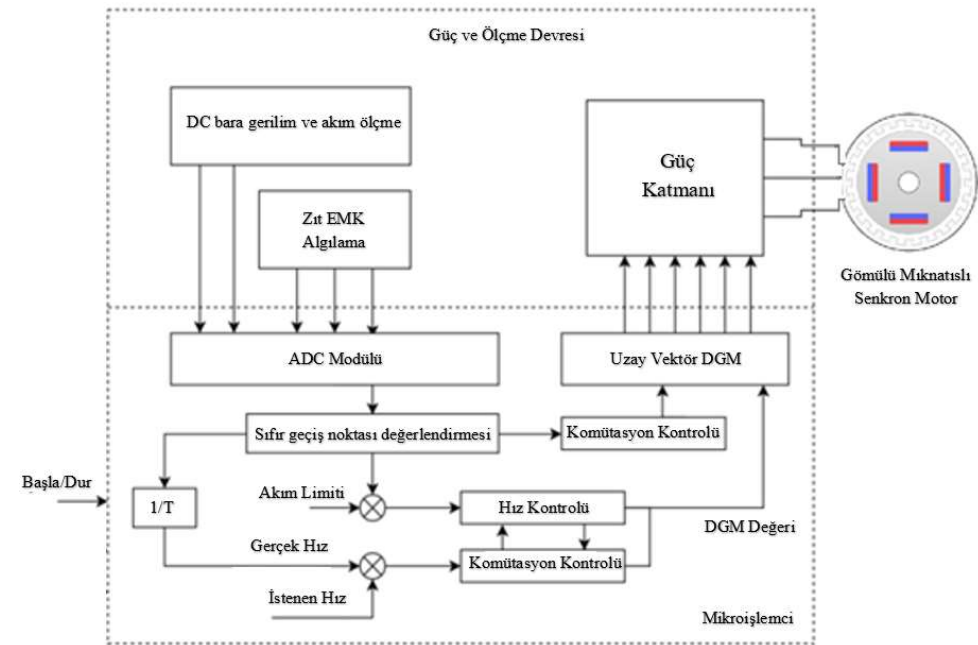 Güç ve Ölçme Devresi
DC bara gerilim ve akım ölçme
Güç
Katmanı
Zıt EMK
Algılama
Gömülü Mıknatıslı
Senkron Motor
ADC Modülü
Uzay Vektör DGM
Sıfır geçiş noktası değerlendirmesi
Komütasyon Kontrolü
Başla/Dur
1/T
Akım Limiti
Hız Kontrolü
DGM Değeri
Gerçek Hız
Komütasyon Kontrolü
İstenen Hız
Mikroişlemci